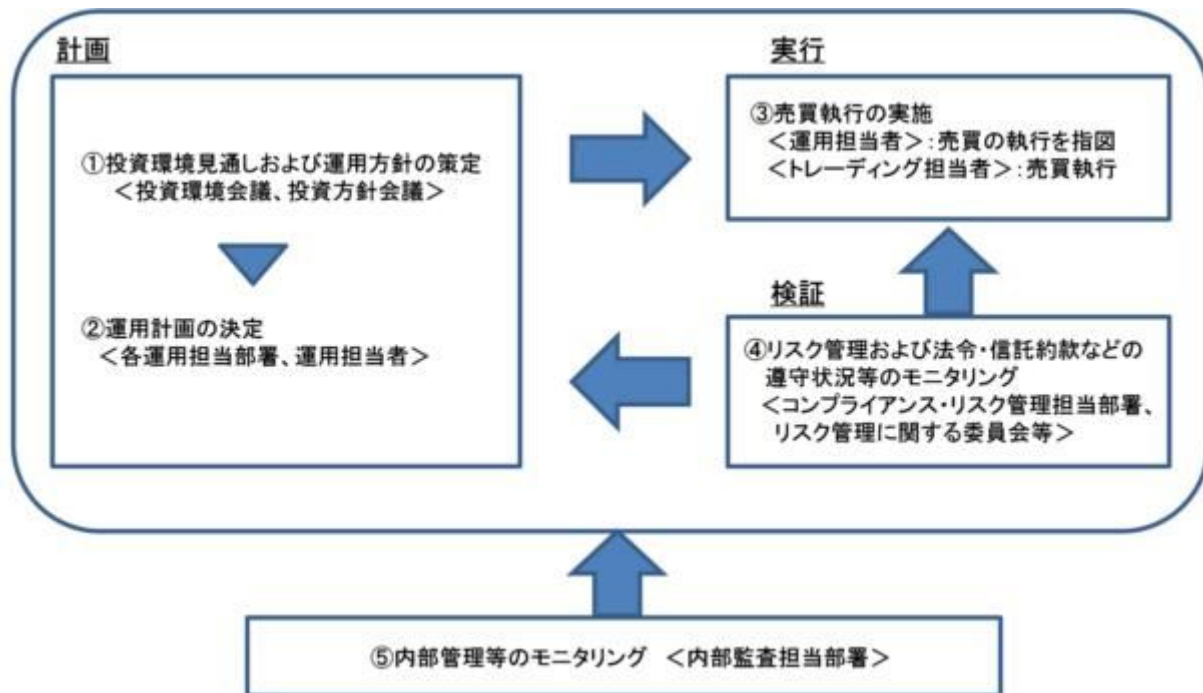 計画
①投資環境見通しおよび運用方針の策定
＜投資環境会議、投資方針会議＞
②運用計画の決定
＜各運用担当部署、運用担当者＞
実行
③売買執行の実施
＜運用担当者＞：売買の執行を指図
＜トレーディング担当者＞：売買執行
検証
④リスク管理および法令・信託約款などの
遵守状況等のモニタリング
＜コンプライアンス・リスク管理担当部署、
リスク管理に関する委員会等＞
⑤内部管理等のモニタリング　＜内部監査担当部署＞